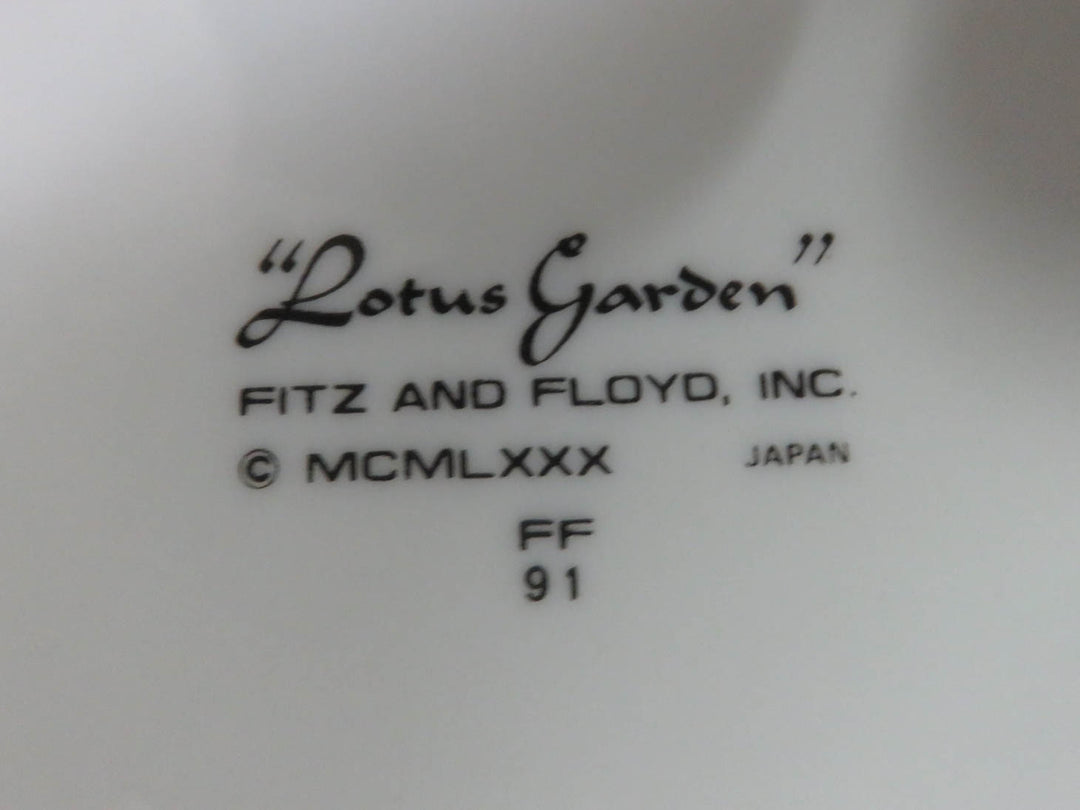 "Lotus Garden"
FITZ AND FLOYD, INC.
© MCMLXXX JAPAN
FF
91